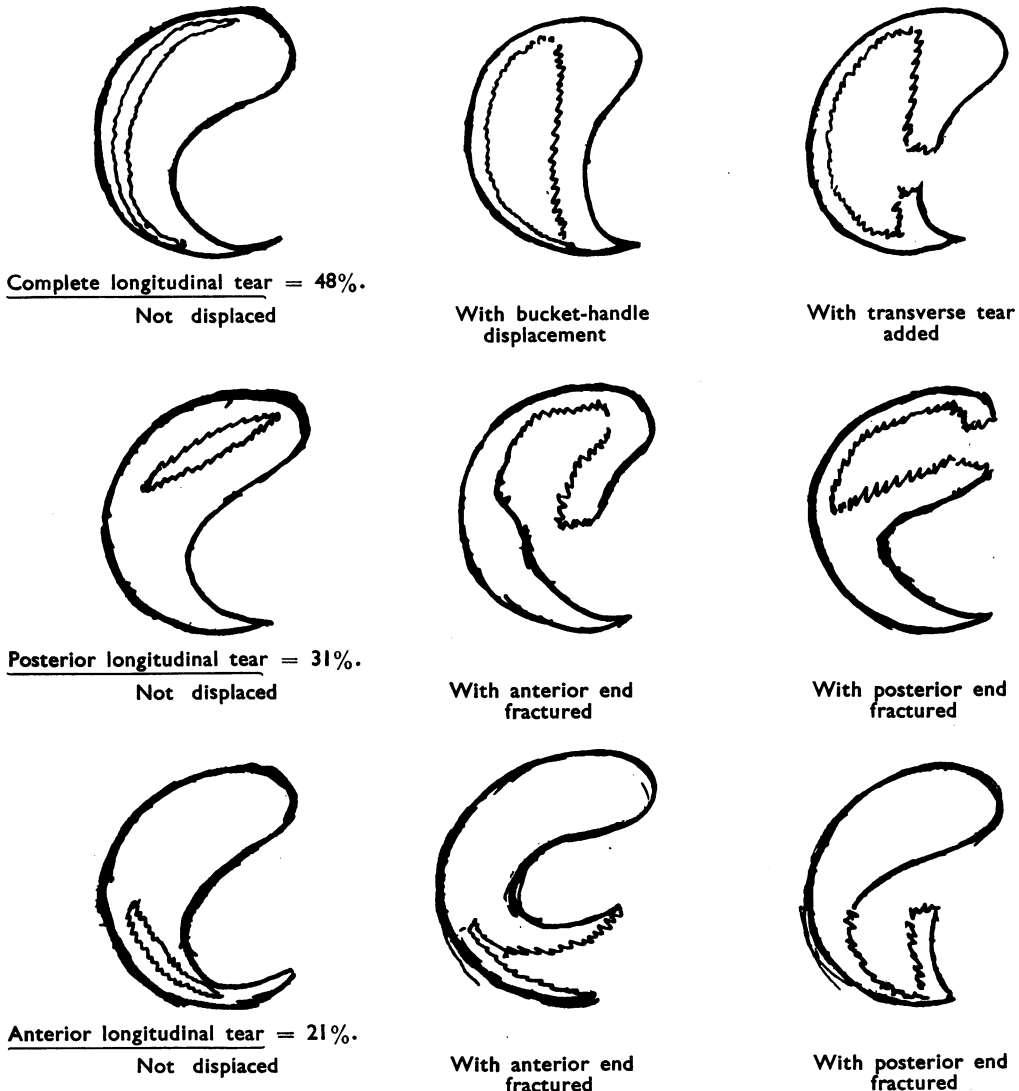 Complete longitudinal tear = 48%.
Not displaced
With bucket-handle
displacement
With transverse tear
added
Posterior longitudinal tear = 31%.
Not displaced
With anterior end
fractured
With posterior end
fractured
Anterior longitudinal tear = 21%.
Not dispiaced
With anterior end
fractured
With posterior end
fractured